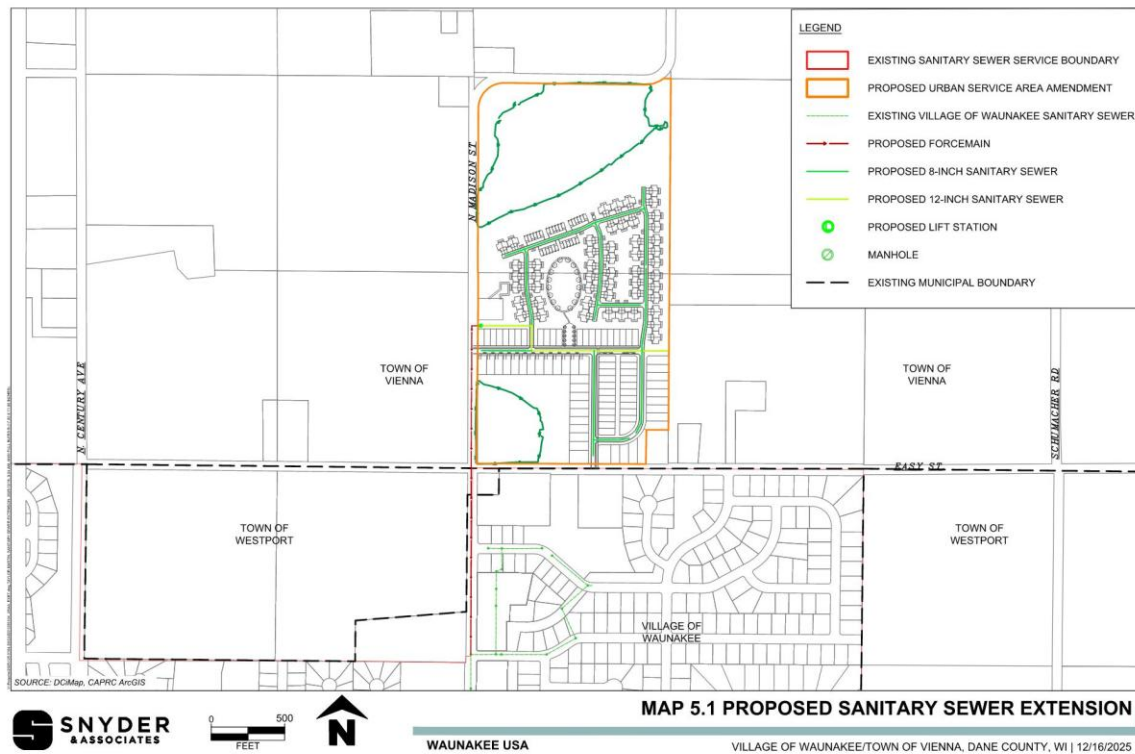 LEGEND
EXISTING SANITARY SEWER SERVICE BOUNDARY
PROPOSED URBAN SERVICE AREA AMENDMENT
EXISTING VILLAGE OF WAUNAKEE SANITARY SEWER
PROPOSED FORCEMAIN
PROPOSED 8-INCH SANITARY SEWER
PROPOSED 12-INCH SANITARY SEWER
PROPOSED LIFT STATION
MANHOLE
EXISTING MUNICIPAL BOUNDARY
N MADISON ST.
N. CENTURY AVE
TOWN OF
VIENNA
TOWN OF
VIENNA
SCHUMACHER RD
EASY ST.
TOWN OF
WESTPORT
TOWN OF
WESTPORT
VILLAGE OF
WAUNAKEE
SOURCE: DCiMap, CAPRC ArcGIS
SNYDER
& ASSOCIATES
0 500
FEET
N
MAP 5.1 PROPOSED SANITARY SEWER EXTENSION
WAUNAKEE USA
VILLAGE OF WAUNAKEE/TOWN OF VIENNA, DANE COUNTY, WI | 12/16/2025